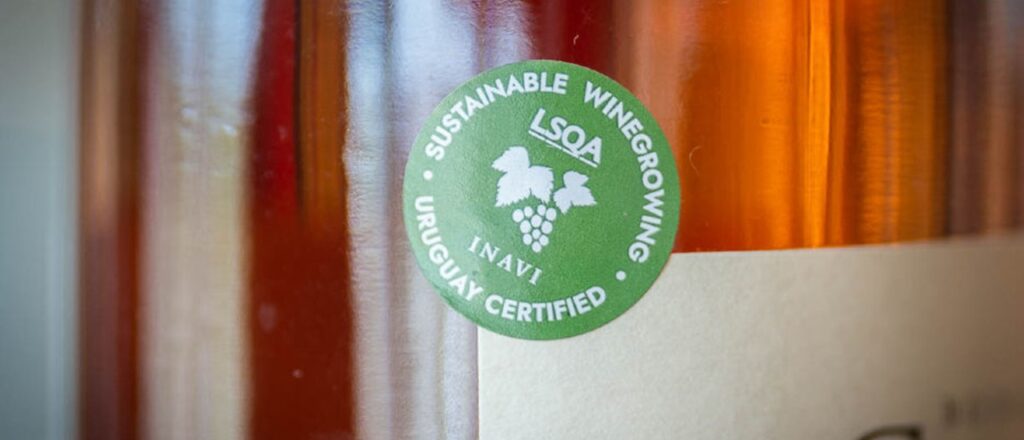 SUSTAINABLE WINEGROWING
LSQA
INAVI
URUGUAY CERTIFIED